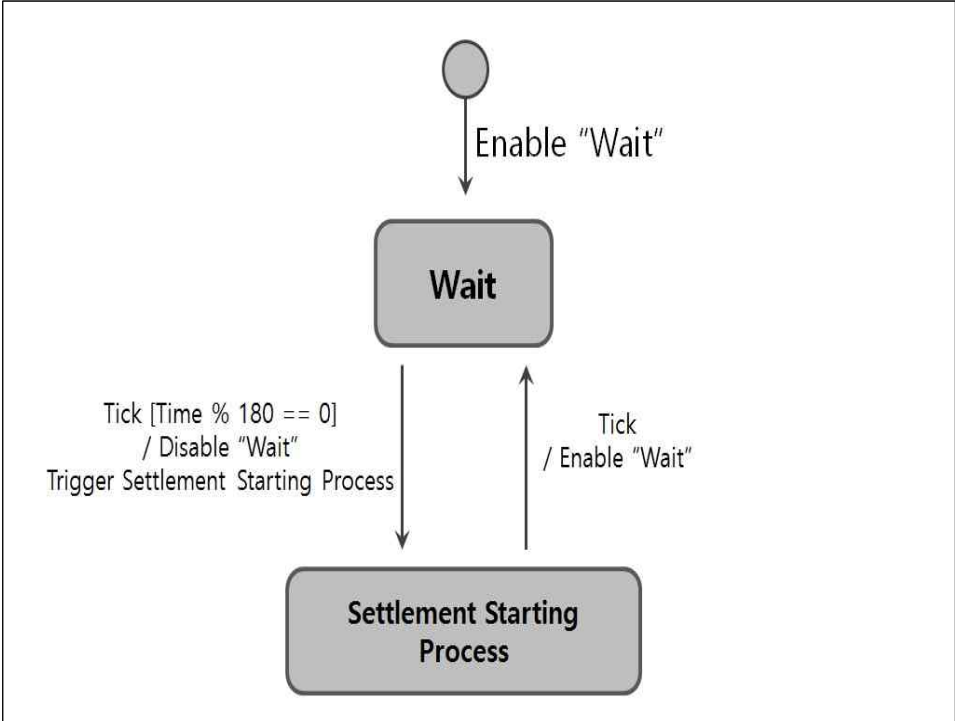 Enable “Wait”
Wait
Tick [Time % 180 == 0]
/ Disable “Wait”
Trigger Settlement Starting Process
Tick
/ Enable “Wait”
Settlement Starting
Process